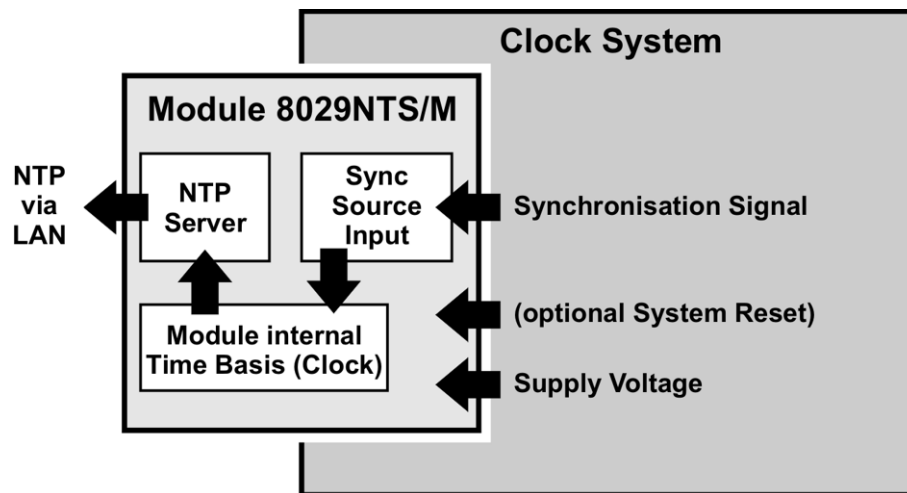 Clock System
Module 8029NTS/M
NTP
via
LAN
NTP
Server
Sync
Source
Input
Synchronisation Signal
Module internal
Time Basis (Clock)
(optional System Reset)
Supply Voltage